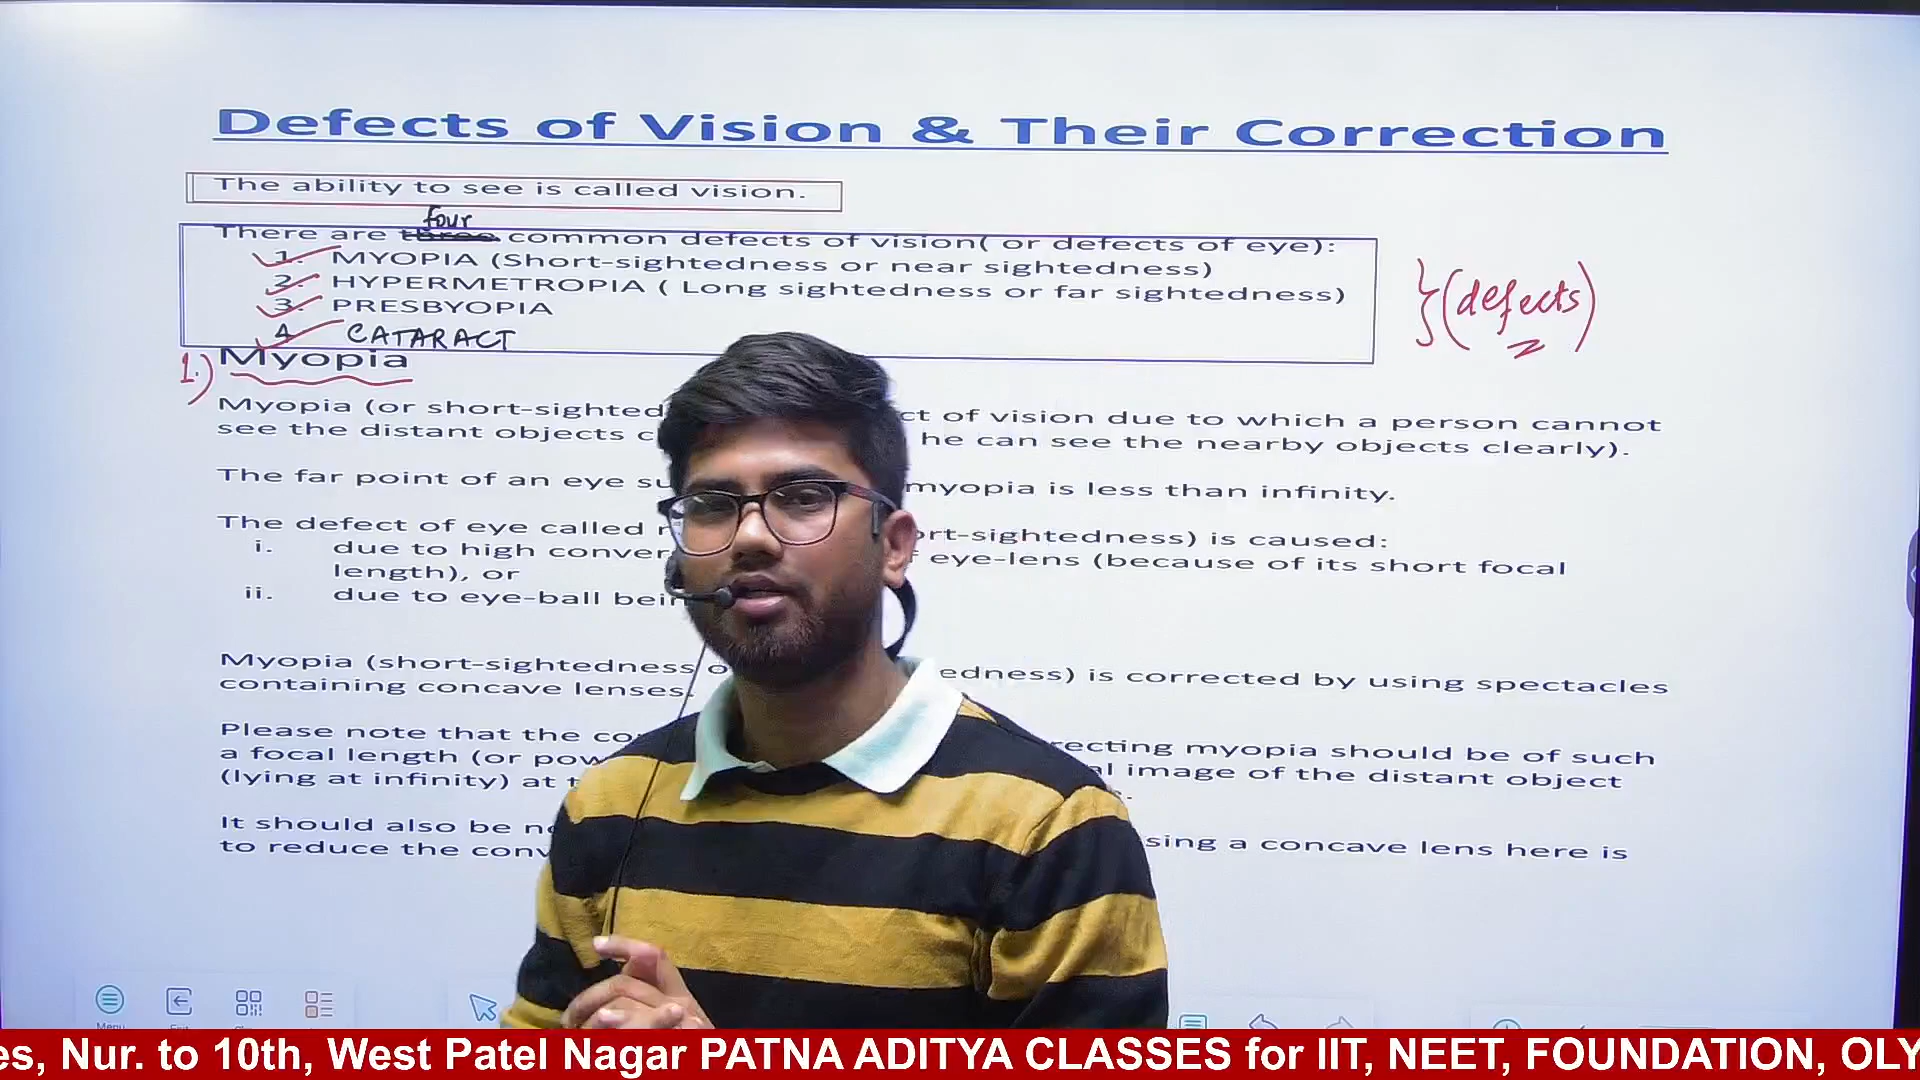 Defects of Vision & Their Correction
The ability to see is called vision.
four
There are three common defects of vision( or defects of eye):
1. MYOPIA (Short-sightedness or near sightedness)
2. HYPERMETROPIA ( Long sightedness or far sightedness)
3. PRESBYOPIA
4 CATARACT
} (defects)
1.) Myopia
Myopia (or short-sighted ct of vision due to which a person cannot
see the distant objects c he can see the nearby objects clearly).
The far point of an eye su myopia is less than infinity.
The defect of eye called rt-sightedness) is caused:
i. due to high conver eye-lens (because of its short focal
length), or
ii. due to eye-ball bein
Myopia (short-sightedness o edness) is corrected by using spectacles
containing concave lenses.
Please note that the co recting myopia should be of such
a focal length (or pow al image of the distant object
(lying at infinity) at t
It should also be no sing a concave lens here is
to reduce the conv
Menu
es, Nur. to 10th, West Patel Nagar PATNA ADITYA CLASSES for IIT, NEET, FOUNDATION, OLY